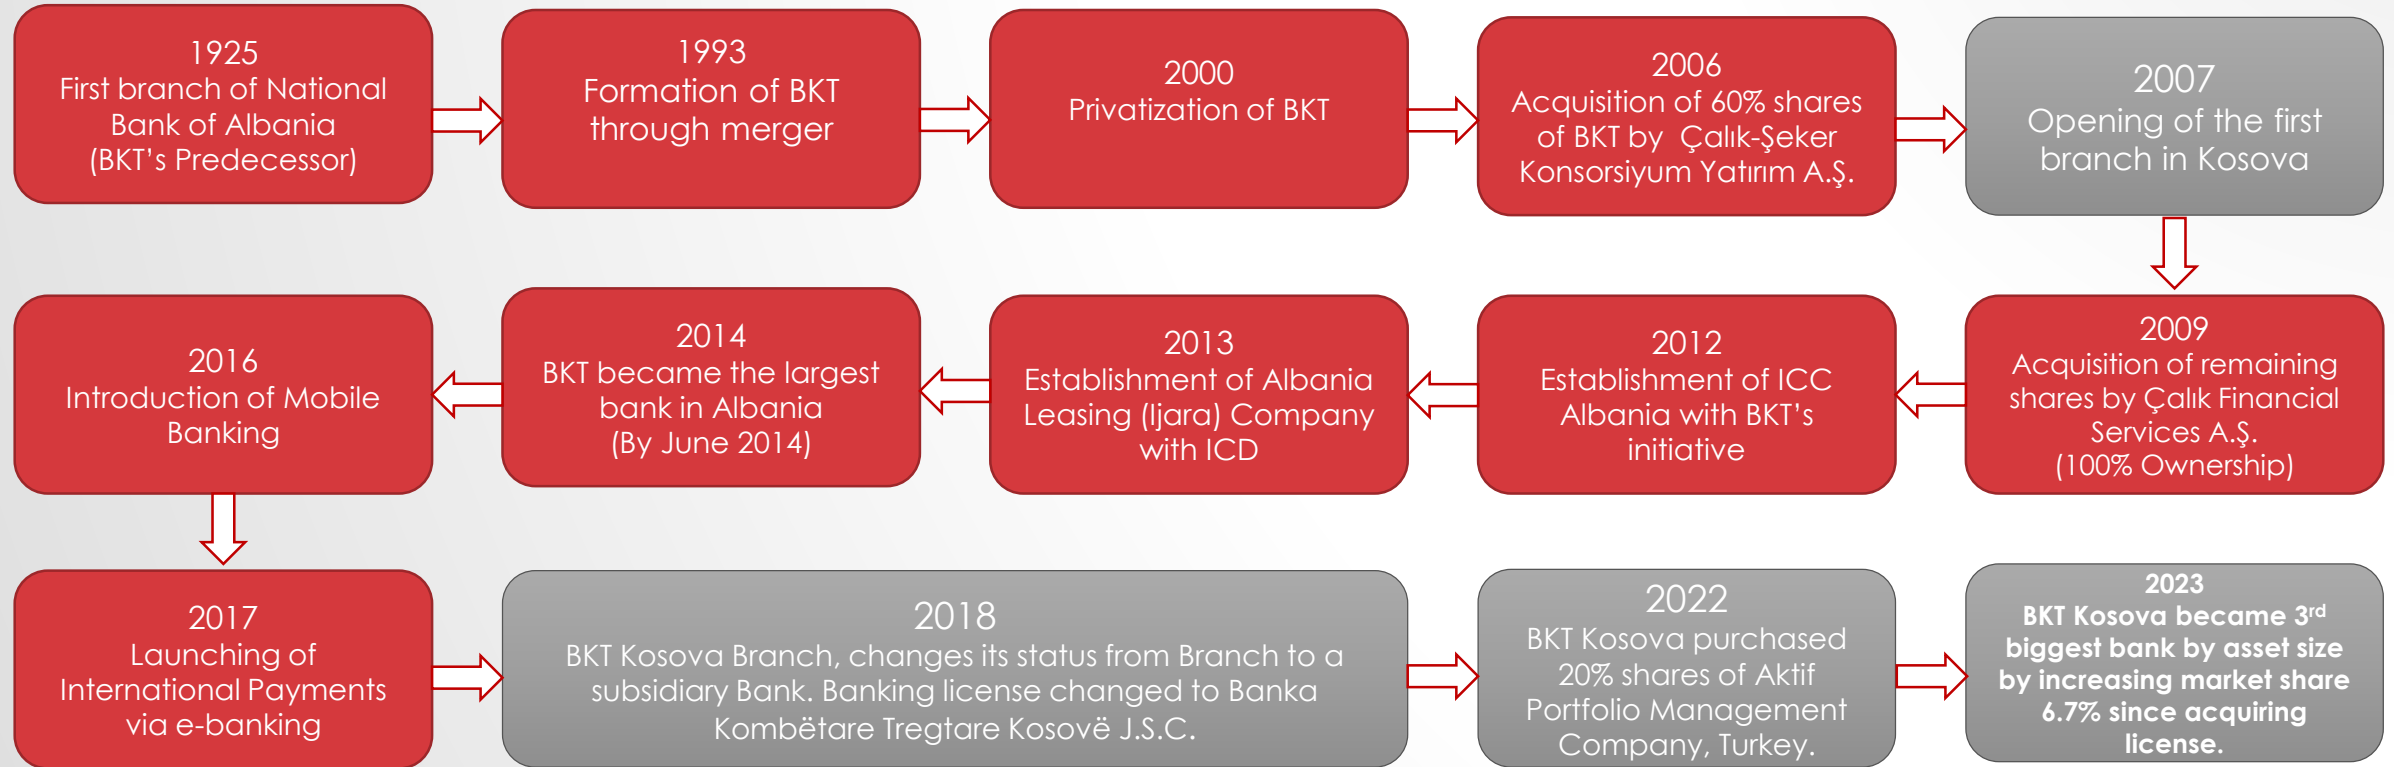 1925
First branch of National
Bank of Albania
(BKT's Predecessor)
1993
Formation of BKT
through merger
2000
Privatization of BKT
2006
Acquisition of 60% shares
of BKT by Çalık-Şeker
Konsorsiyum Yatırım A.Ş.
2007
Opening of the first
branch in Kosova
2009
Acquisition of remaining
shares by Çalık Financial
Services A.Ş.
(100% Ownership)
2012
Establishment of ICC
Albania with BKT's
initiative
2013
Establishment of Albania
Leasing (Ijara) Company
with ICD
2014
BKT became the largest
bank in Albania
(By June 2014)
2016
Introduction of Mobile
Banking
2017
Launching of
International Payments
via e-banking
2018
BKT Kosova Branch, changes its status from Branch to a
subsidiary Bank. Banking license changed to Banka
Kombëtare Tregtare Kosovë J.S.C.
2022
BKT Kosova purchased
20% shares of Aktif
Portfolio Management
Company, Turkey.
2023
BKT Kosova became 3rd
biggest bank by asset size
by increasing market share
6.7% since acquiring
license.